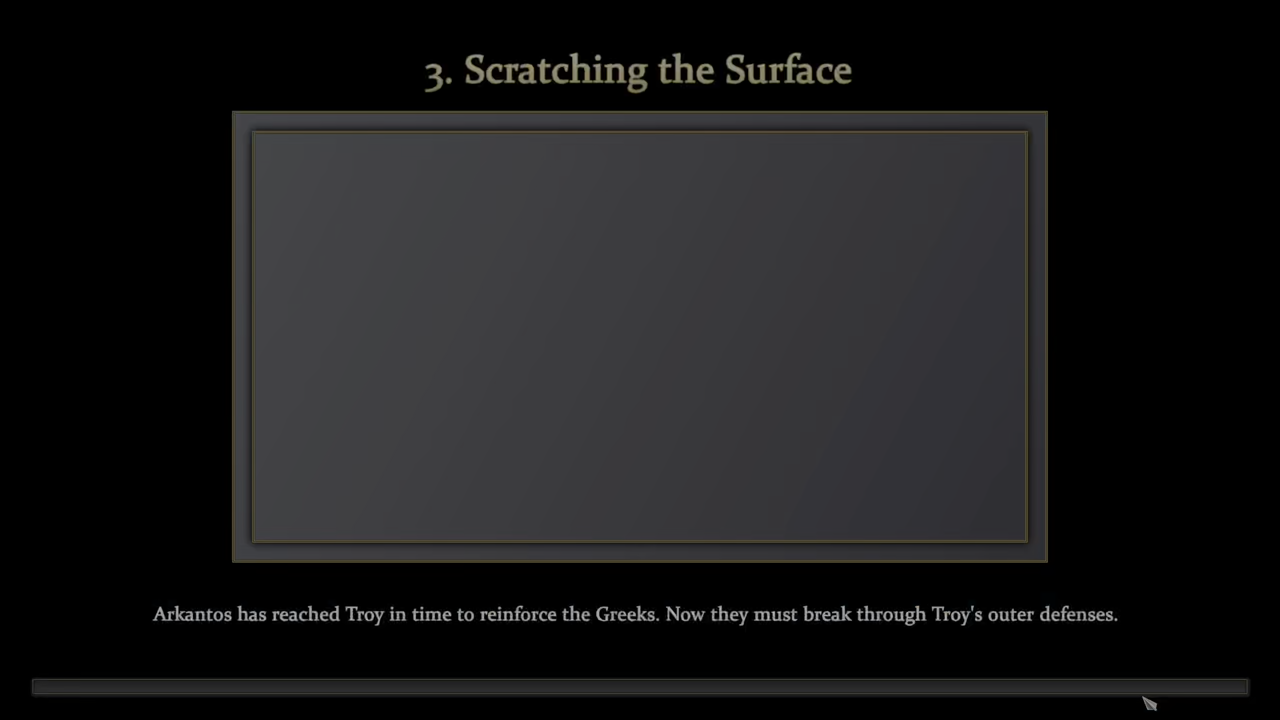 3. Scratching the Surface
Arkantos has reached Troy in time to reinforce the Greeks. Now they must break through Troy's outer defenses.